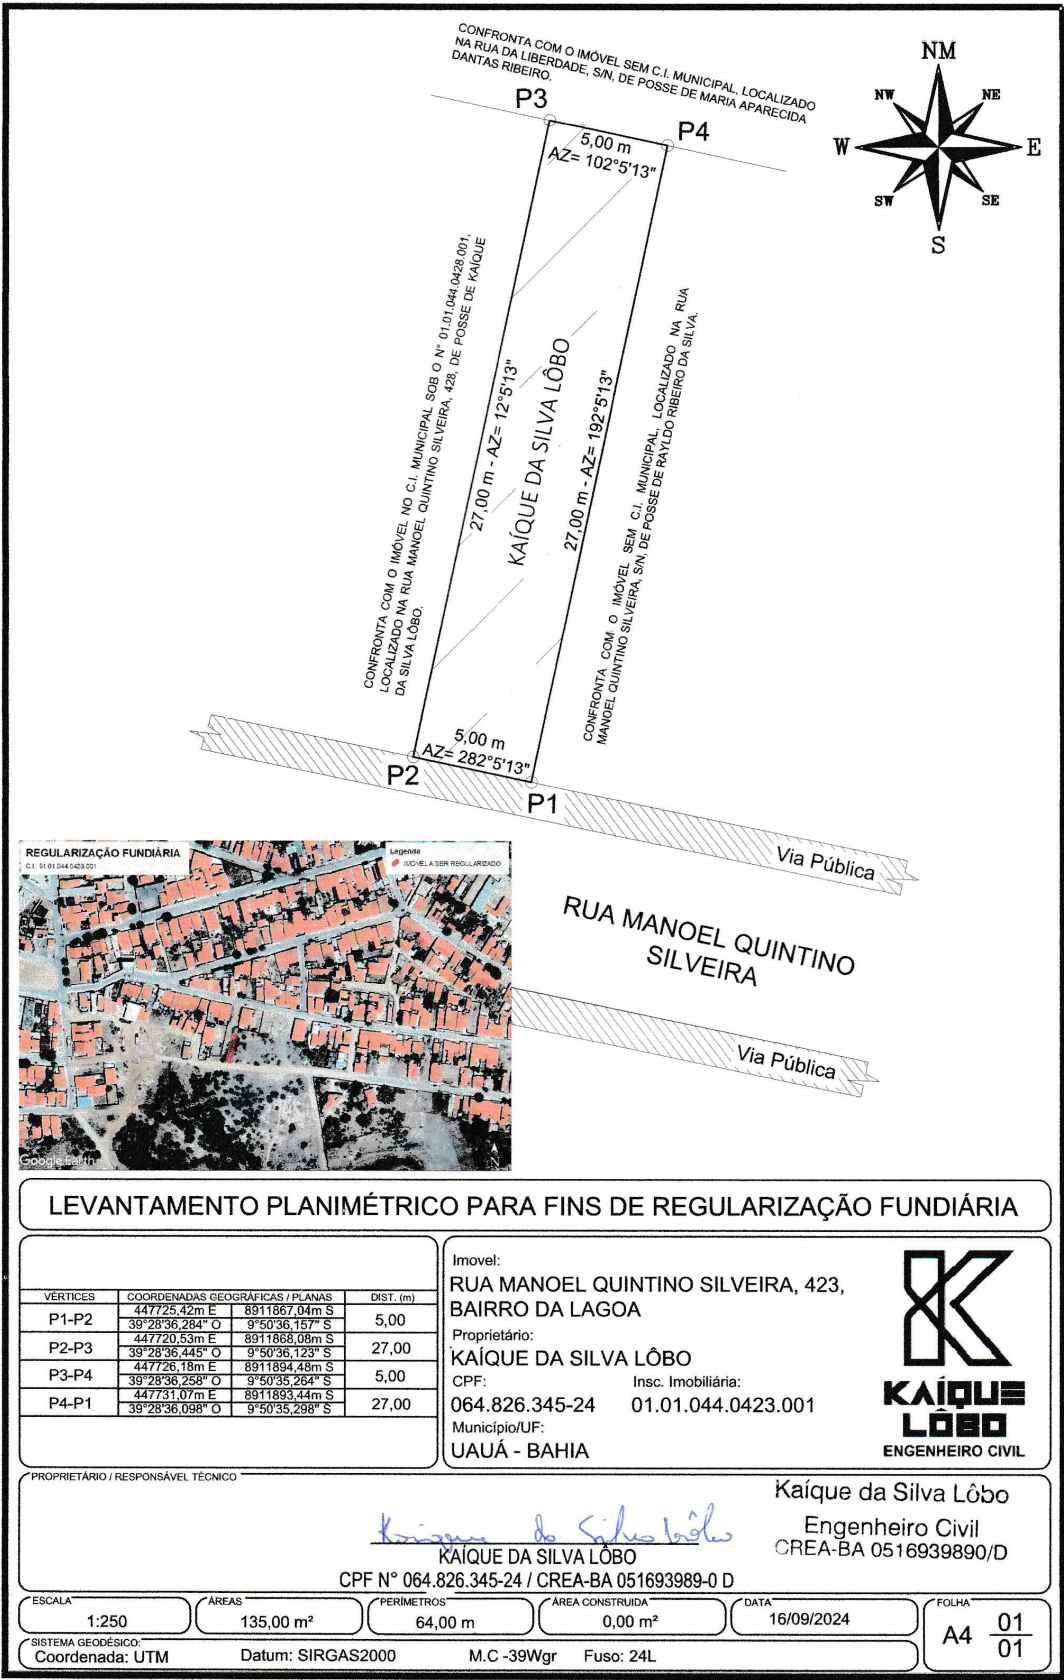 CONFRONTA COM O IMÓVEL SEM C.I. MUNICIPAL, LOCALIZADO
NA RUA DA LIBERDADE, S/N, DE POSSE DE MARIA APARECIDA
DANTAS RIBEIRO.
NM
NW
NE
W
E
SW
SE
S
P3
P4
5,00 m
AZ= 102°5'13"
CONFRONTA COM O IMÓVEL NO C.I. MUNICIPAL SOB O N° 01.01.044.0428.001,
LOCALIZADO NA RUA MANOEL QUINTINO SILVEIRA, 428, DE POSSE DE KAÍQUE
DA SILVA LÔBO.
27,00 m - AZ= 12°5'13"
KAÍQUE DA SILVA LÔBO
27,00 m - AZ= 192°5'13"
CONFRONTA COM O IMÓVEL SEM C.I. MUNICIPAL, LOCALIZADO NA RUA
MANOEL QUINTINO SILVEIRA, S/N, DE POSSE DE RAYLDO RIBEIRO DA SILVA.
5,00 m
AZ= 282°5'13"
P2
P1
Via Pública
RUA MANOEL QUINTINO
SILVEIRA
Via Pública
REGULARIZAÇÃO FUNDIÁRIA
C.I.: 01.01.044.0423.001
Legenda
IMÓVEL A SER REGULARIZADO
Google Earth
N
LEVANTAMENTO PLANIMÉTRICO PARA FINS DE REGULARIZAÇÃO FUNDIÁRIA
VÉRTICES COORDENADAS GEOGRÁFICAS / PLANAS DIST. (m)
P1-P2 447725,42m E 8911867,04m S 5,00
39°28'36,284" O 9°50'36,157" S
P2-P3 447720,53m E 8911868,08m S 27,00
39°28'36,445" O 9°50'36,123" S
P3-P4 447726,18m E 8911894,48m S 5,00
39°28'36,258" O 9°50'35,264" S
P4-P1 447731,07m E 8911893,44m S 27,00
39°28'36,098" O 9°50'35,298" S
Imovel:
RUA MANOEL QUINTINO SILVEIRA, 423,
BAIRRO DA LAGOA
Proprietário:
KAÍQUE DA SILVA LÔBO
CPF: Insc. Imobiliária:
064.826.345-24 01.01.044.0423.001
Município/UF:
UAUÁ - BAHIA
KAÍQUE
LÔBO
ENGENHEIRO CIVIL
PROPRIETÁRIO / RESPONSÁVEL TÉCNICO
Kaíque da Silva Lôbo
Kaíque da Silva Lôbo
Engenheiro Civil
CREA-BA 0516939890/D
KAÍQUE DA SILVA LÔBO
CPF N° 064.826.345-24 / CREA-BA 051693989-0 D
ESCALA
1:250
ÁREAS
135,00 m²
PERÍMETROS
64,00 m
ÁREA CONSTRUIDA
0,00 m²
DATA
16/09/2024
FOLHA
A4 01
01
SISTEMA GEODÉSICO:
Coordenada: UTM Datum: SIRGAS2000 M.C -39Wgr Fuso: 24L